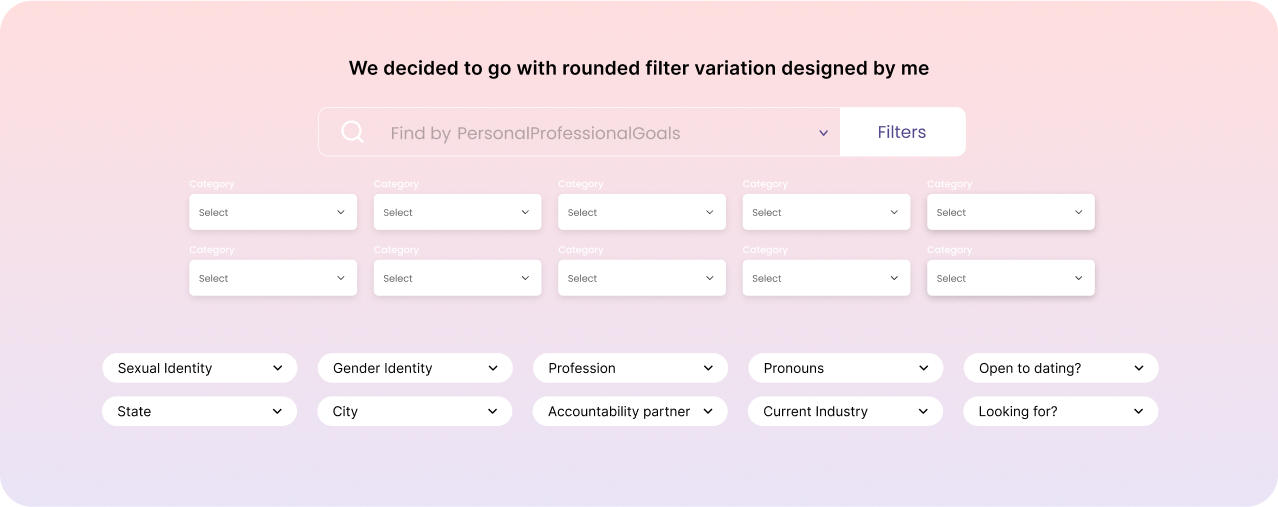 We decided to go with rounded filter variation designed by me
Find by PersonalProfessionalGoals Filters
Category Category Category Category Category
Select Select Select Select Select
Category Category Category Category Category
Select Select Select Select Select
Sexual Identity Gender Identity Profession Pronouns Open to dating?
State City Accountability partner Current Industry Looking for?